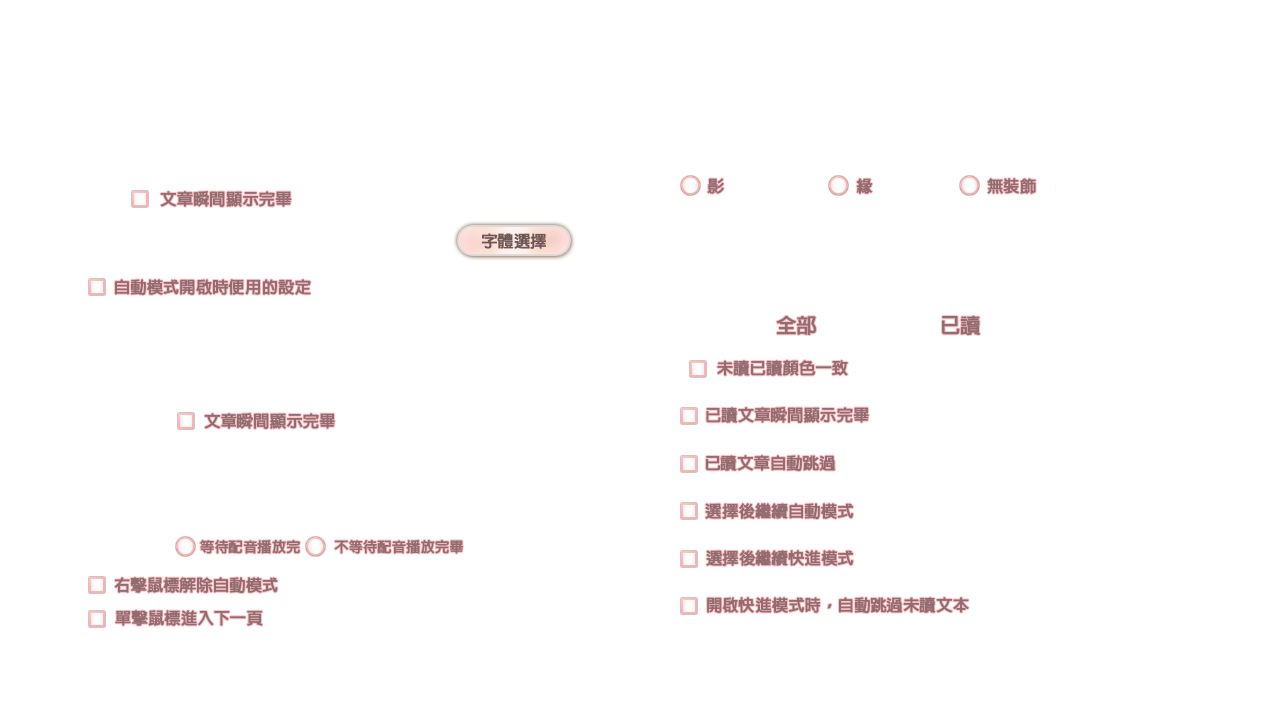 文章瞬間顯示完畢
字體選擇
自動模式開啟時便用的設定
文章瞬間顯示完畢
等待配音播放完 不等待配音播放完畢
右擊鼠標解除自動模式
單擊鼠標進入下一頁
影 緣 無裝飾
全部 已讀
未讀已讀顏色一致
已讀文章瞬間顯示完畢
已讀文章自動跳過
選擇後繼續自動模式
選擇後繼續快進模式
開啟快進模式時，自動跳過未讀文本